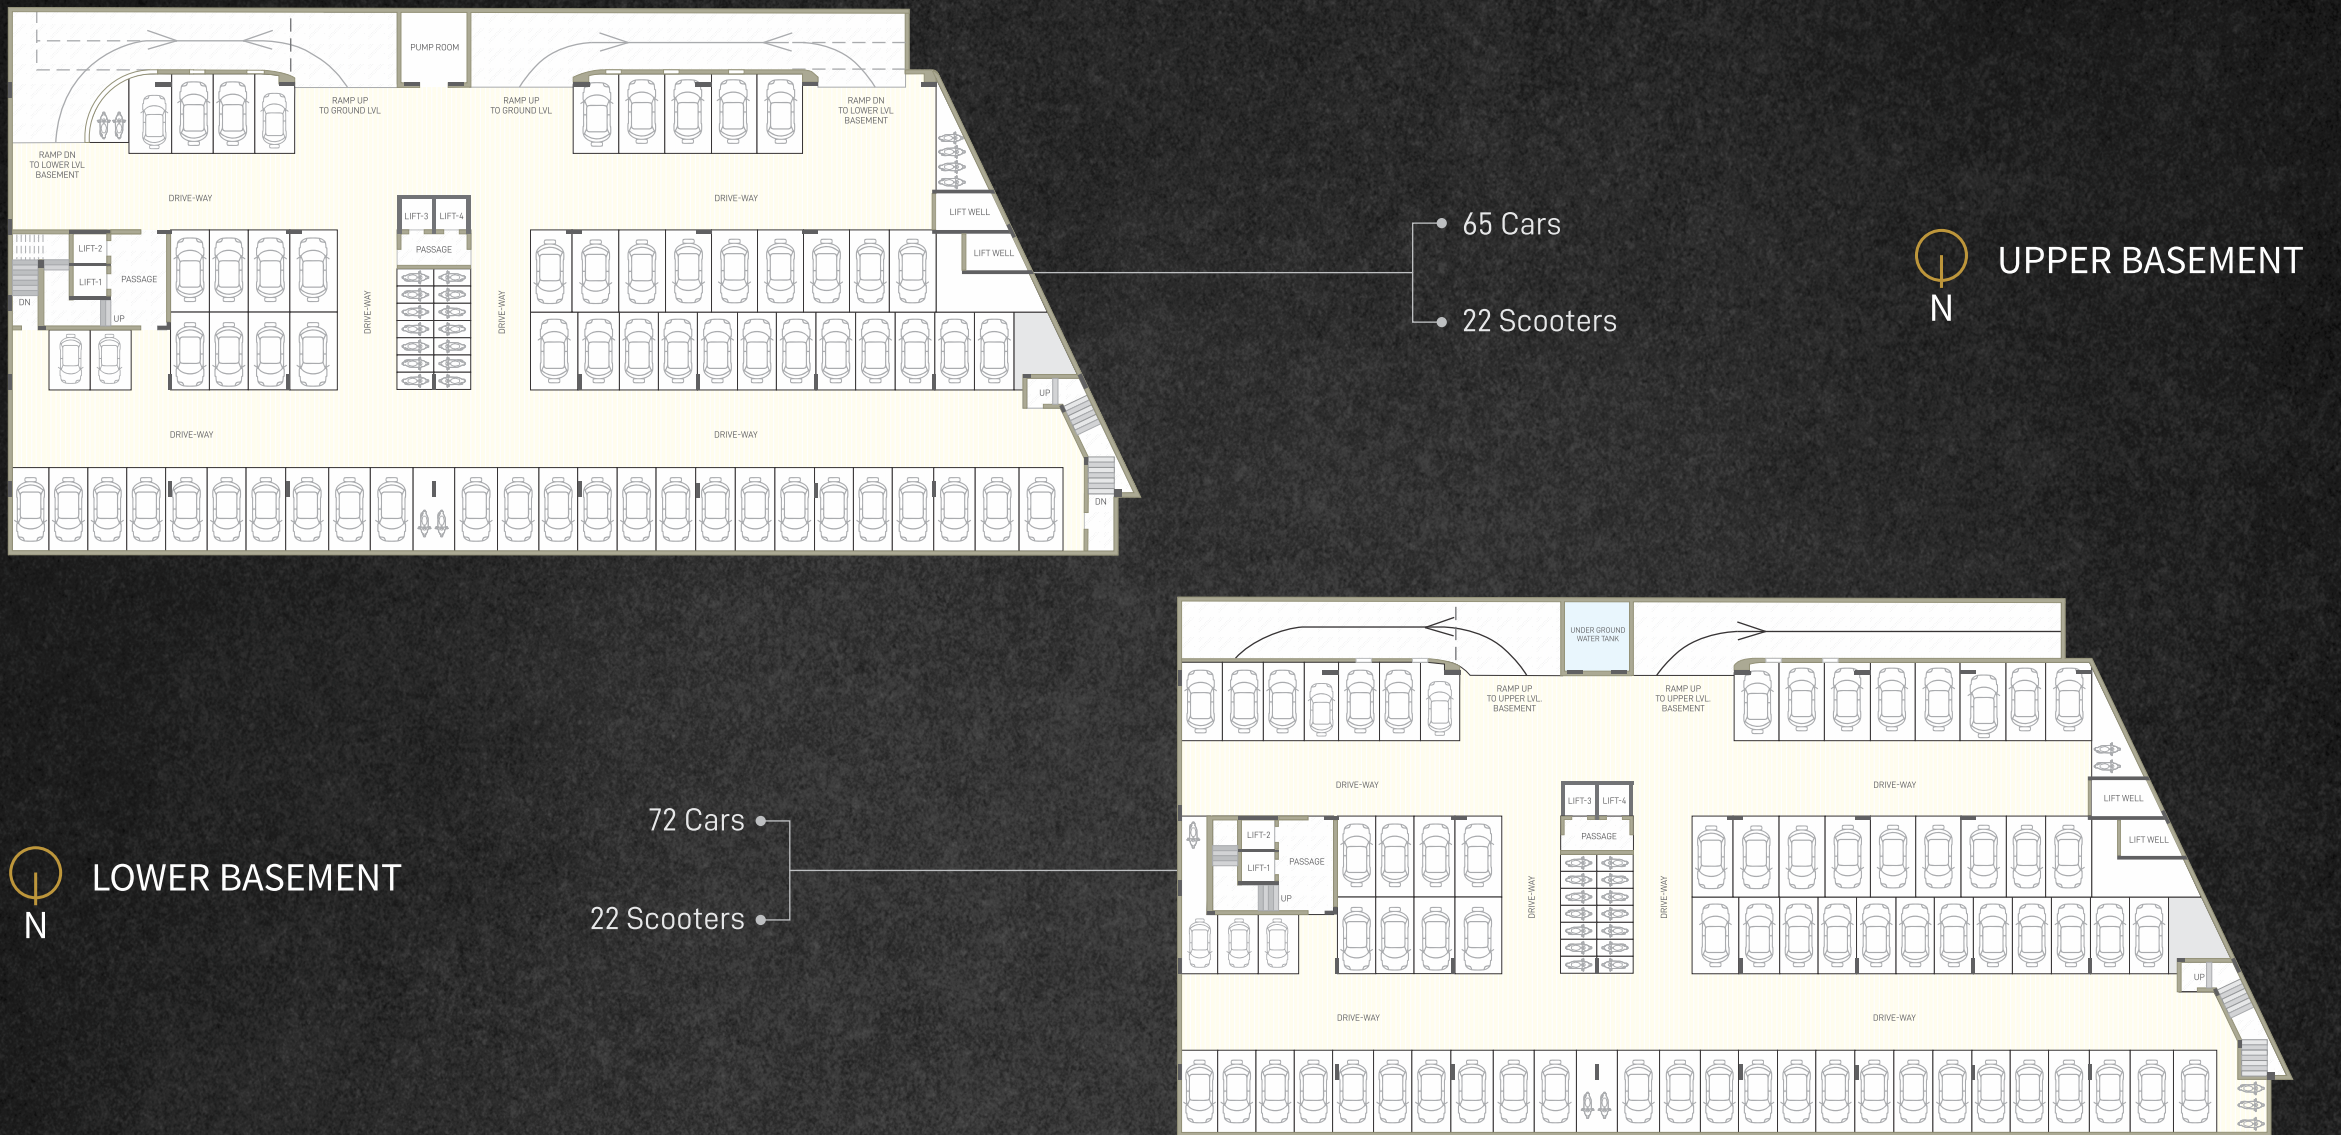 PUMP ROOM
RAMP UP
TO GROUND LVL
RAMP UP
TO GROUND LVL
RAMP DN
TO LOWER LVL
BASEMENT
RAMP DN
TO LOWER LVL
BASEMENT
DRIVE-WAY
DRIVE-WAY
LIFT-3
LIFT-4
LIFT WELL
PASSAGE
LIFT WELL
LIFT-2
LIFT-1
PASSAGE
DN
UP
DRIVE-WAY
DRIVE-WAY
UP
DRIVE-WAY
DRIVE-WAY
DN
65 Cars
22 Scooters
N
UPPER BASEMENT
UNDER GROUND
WATER TANK
RAMP UP
TO UPPER LVL.
BASEMENT
RAMP UP
TO UPPER LVL.
BASEMENT
DRIVE-WAY
DRIVE-WAY
LIFT-3
LIFT-4
LIFT WELL
PASSAGE
LIFT WELL
LIFT-2
LIFT-1
PASSAGE
UP
DRIVE-WAY
DRIVE-WAY
UP
DRIVE-WAY
DRIVE-WAY
72 Cars
22 Scooters
N
LOWER BASEMENT